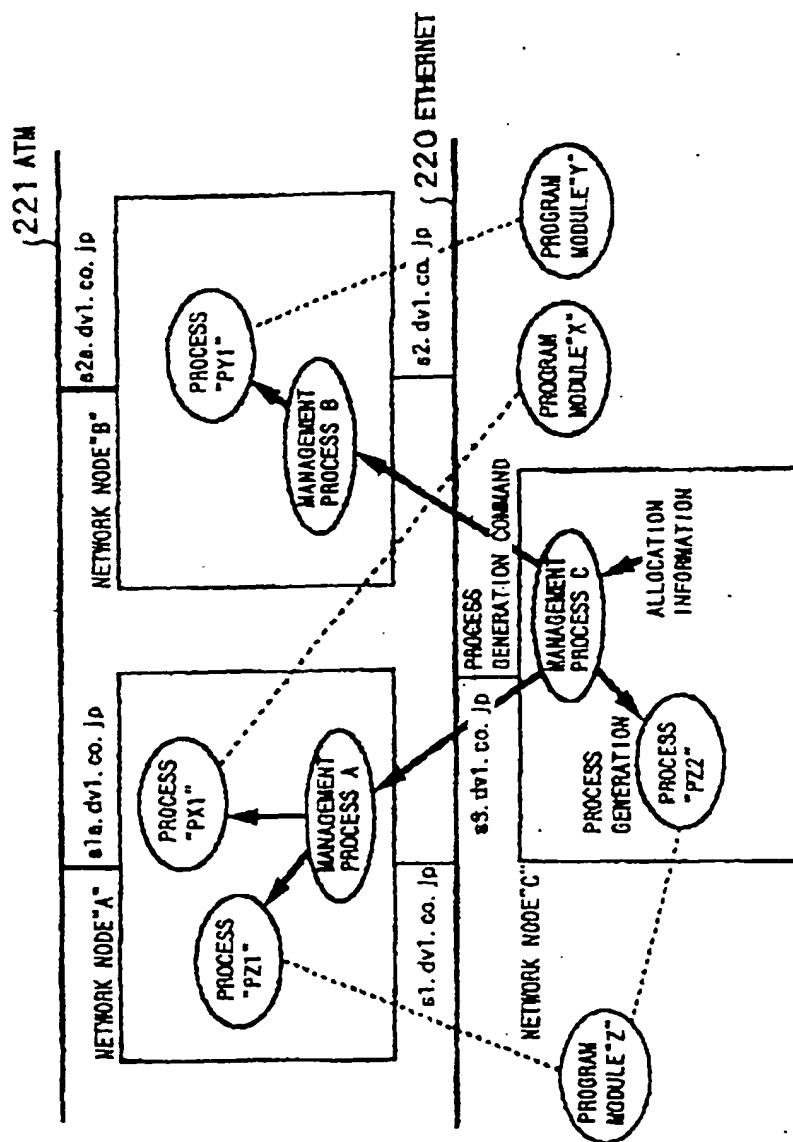 221 ATM
s1a.dvl.co.jp
s2a.dvl.co.jp
NETWORK NODE"A"
NETWORK NODE"B"
PROCESS
"PZ1"
PROCESS
"PX1"
PROCESS
"PY1"
MANAGEMENT
PROCESS A
MANAGEMENT
PROCESS B
s1.dvl.co.jp
s2.dvl.co.jp
220 ETHERNET
s3.dvl.co.jp
PROCESS
GENERATION COMMAND
NETWORK NODE"C"
MANAGEMENT
PROCESS C
PROCESS
GENERATION
ALLOCATION
INFORMATION
PROCESS
"PZ2"
PROGRAM
MODULE"Z"
PROGRAM
MODULE"X"
PROGRAM
MODULE"Y"